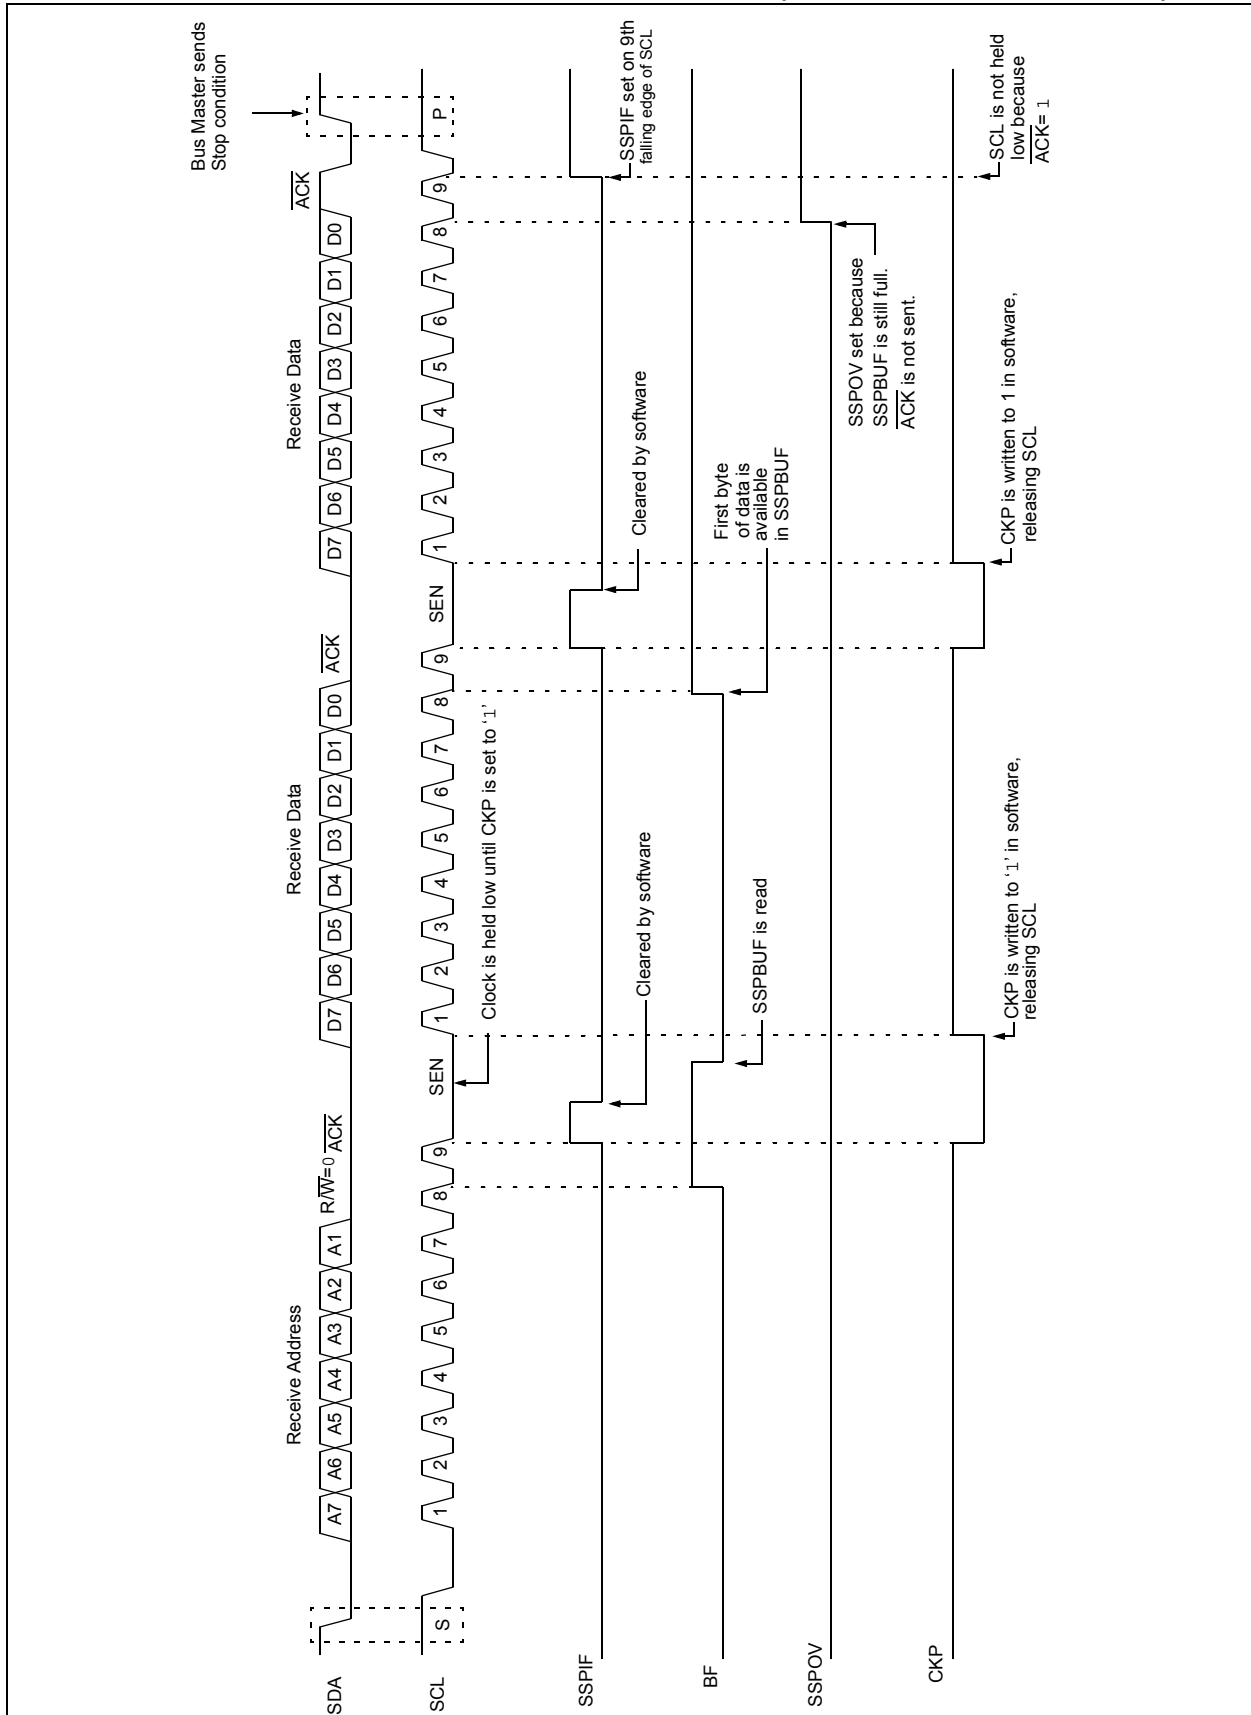 Bus Master sends
Stop condition
Receive Address
Receive Data
Receive Data
SDA
A7 A6 A5 A4 A3 A2 A1
R/W=0 ACK
D7 D6 D5 D4 D3 D2 D1 D0
ACK
D7 D6 D5 D4 D3 D2 D1 D0
ACK
SCL
S
1 2 3 4 5 6 7 8 9
SEN
1 2 3 4 5 6 7 8 9
SEN
1 2 3 4 5 6 7 8 9
P
Clock is held low until CKP is set to ‘1’
SSPIF
Cleared by software
Cleared by software
SSPIF set on 9th
falling edge of SCL
BF
SSPBUF is read
First byte
of data is
available
in SSPBUF
SSPOV
SSPOV set because
SSPBUF is still full.
ACK is not sent.
CKP
CKP is written to ‘1’ in software,
releasing SCL
CKP is written to 1 in software,
releasing SCL
SCL is not held
low because
ACK= 1